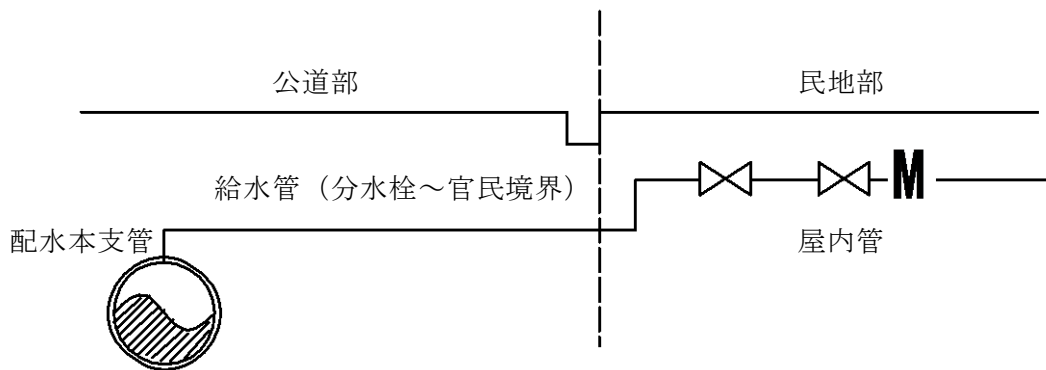 公道部
民地部
給水管（分水栓～官民境界）
M
配水本支管
屋内管